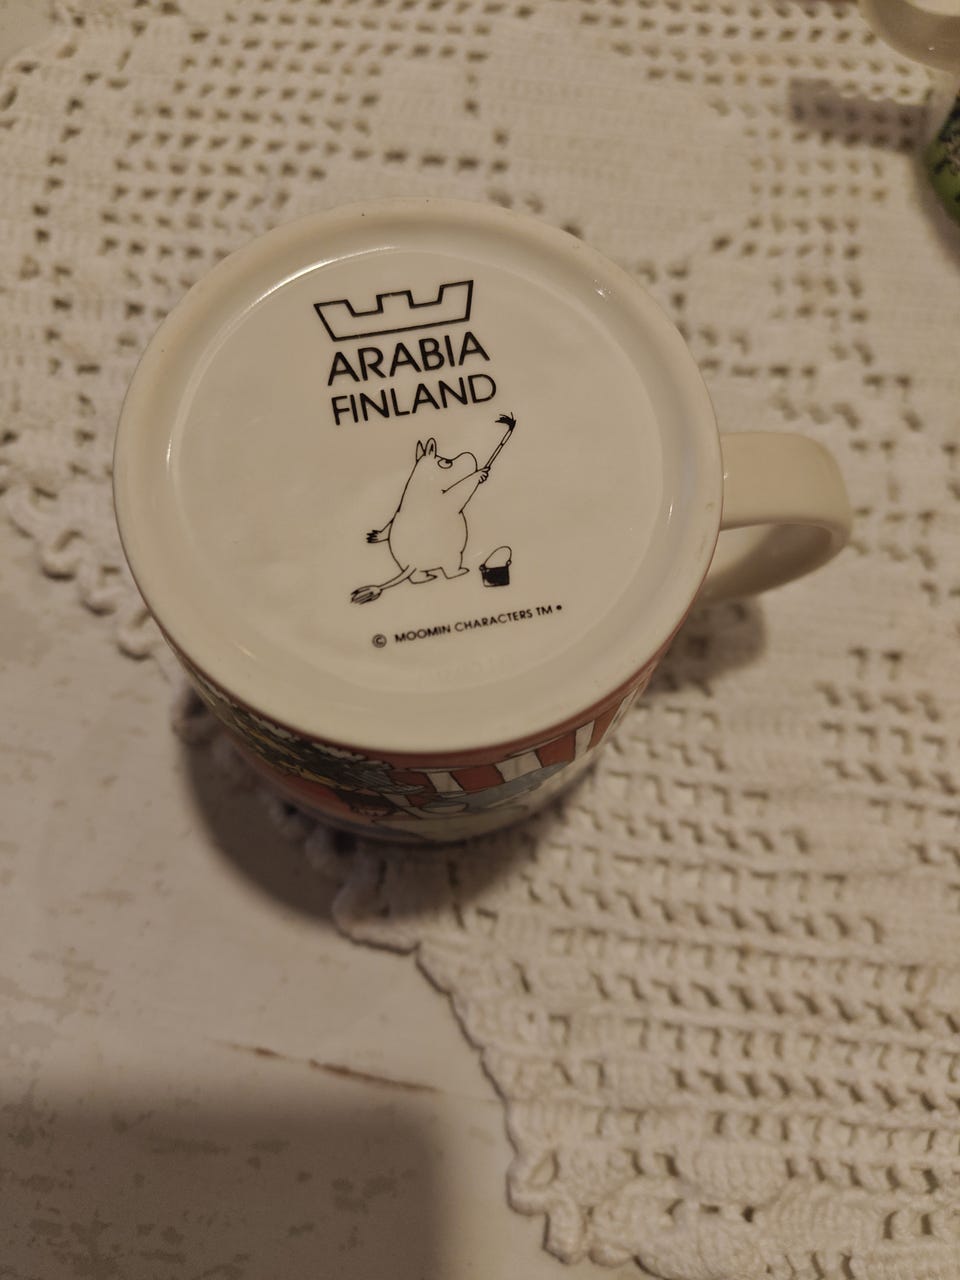 ARABIA
FINLAND
© MOOMIN CHARACTERS TM •